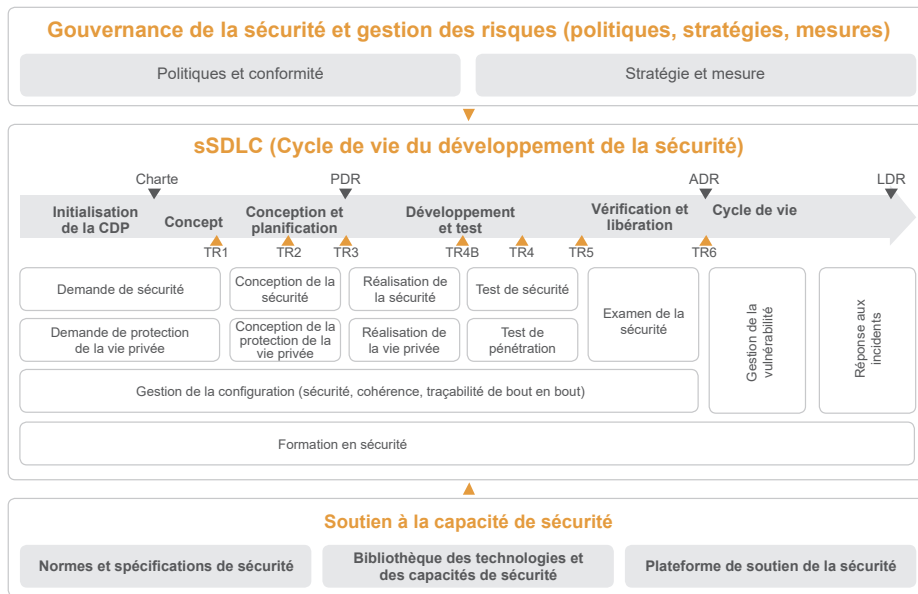 Gouvernance de la sécurité et gestion des risques (politiques, stratégies, mesures)
Politiques et conformité
Stratégie et mesure
sSDLC (Cycle de vie du développement de la sécurité)
Charte
PDR
ADR
LDR
Initialisation
de la CDP
Concept
Conception et
planification
Développement
et test
Vérification et
libération
Cycle de vie
TR1
TR2
TR3
TR4B
TR4
TR5
TR6
Demande de sécurité
Conception de la
sécurité
Réalisation de
la sécurité
Test de sécurité
Examen de la
sécurité
Gestion de la
vulnérabilité
Réponse aux
incidents
Demande de protection
de la vie privée
Conception de la
protection de
la vie privée
Réalisation de
la vie privée
Test de
pénétration
Gestion de la configuration (sécurité, cohérence, traçabilité de bout en bout)
Formation en sécurité
Soutien à la capacité de sécurité
Normes et spécifications de sécurité
Bibliothèque des technologies et
des capacités de sécurité
Plateforme de soutien de la sécurité